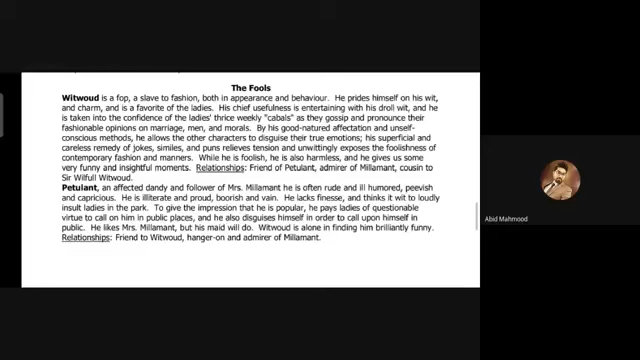 The Fools
Witwoud is a fop, a slave to fashion, both in appearance and behaviour. He prides himself on his wit,
and charm, and is a favorite of the ladies. His chief usefulness is entertaining with his droll wit, and he
is taken into the confidence of the ladies' thrice weekly "cabals" as they gossip and pronounce their
fashionable opinions on marriage, men, and morals. By his good-natured affectation and unself-
conscious methods, he allows the other characters to disguise their true emotions; his superficial and
careless remedy of jokes, similes, and puns relieves tension and unwittingly exposes the foolishness of
contemporary fashion and manners. While he is foolish, he is also harmless, and he gives us some
very funny and insightful moments. Relationships: Friend of Petulant, admirer of Millamant, cousin to
Sir Wilfull Witwoud.
Petulant, an affected dandy and follower of Mrs. Millamant he is often rude and ill humored, peevish
and capricious. He is illiterate and proud, boorish and vain. He lacks finesse, and thinks it wit to loudly
insult ladies in the park. To give the impression that he is popular, he pays ladies of questionable
virtue to call on him in public places, and he also disguises himself in order to call upon himself in
public. He likes Mrs. Millamant, but his maid will do. Witwoud is alone in finding him brilliantly funny.
Relationships: Friend to Witwoud, hanger-on and admirer of Millamant.
Abid Mahmood